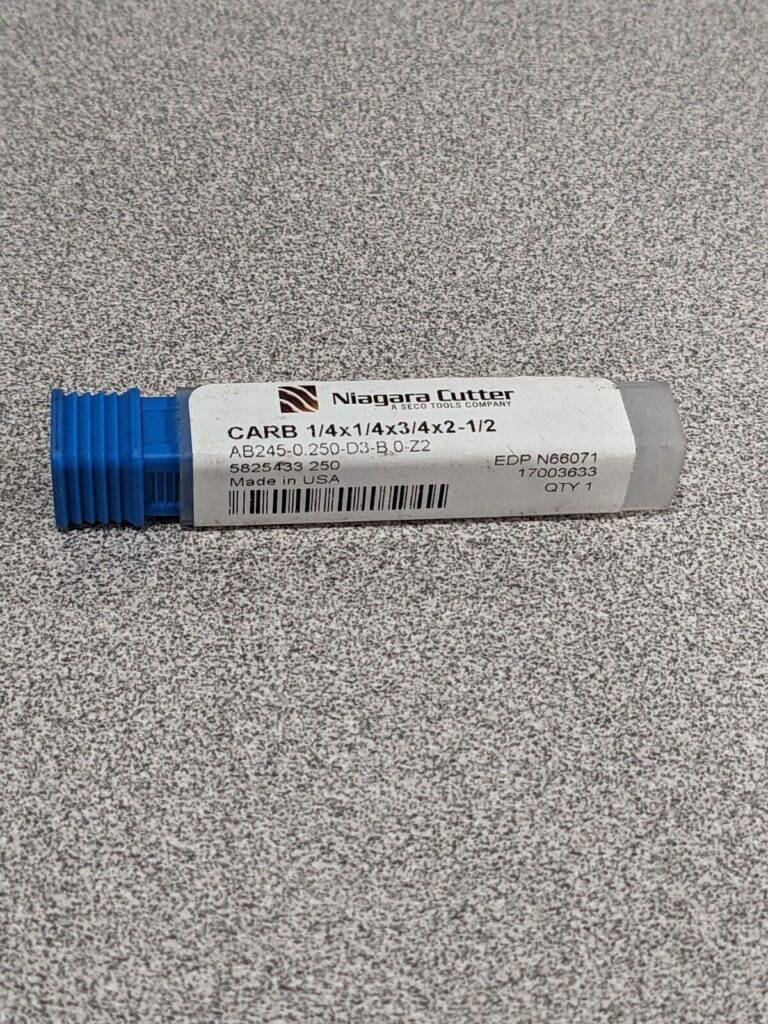 Niagara Cutter
A SECO TOOLS COMPANY
CARB 1/4x1/4x3/4x2-1/2
AB245-0.250-D3-B.0-Z2
5825433 250
Made in USA
EDP N66071
17003633
QTY 1